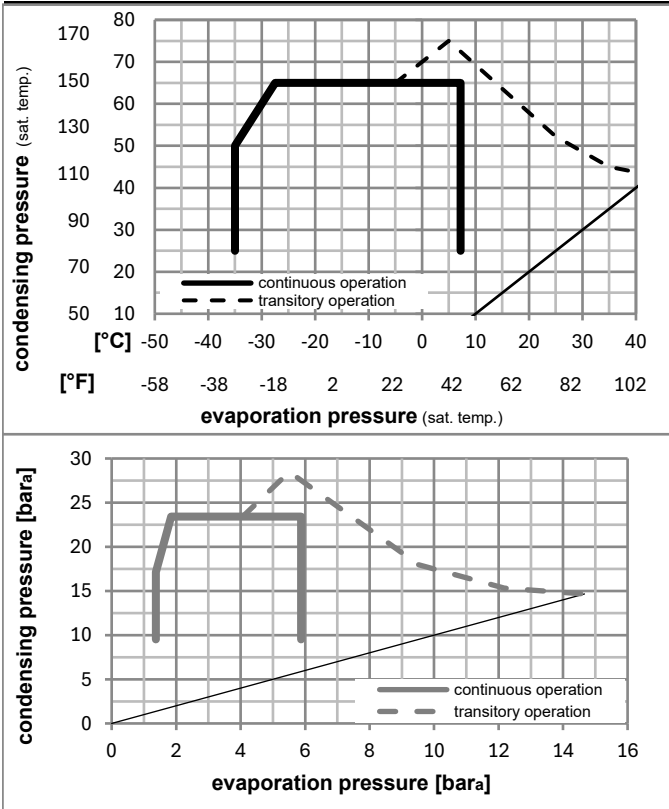 condensing pressure (sat. temp.)
170 80
70
150 60
130 50
110 40
90 30
70 20
50 10
continuous operation
transitory operation
[°C] -50 -40 -30 -20 -10 0 10 20 30 40
[°F] -58 -38 -18 2 22 42 62 82 102
evaporation pressure (sat. temp.)
condensing pressure [bara]
30
25
20
15
10
5
0
continuous operation
transitory operation
0 2 4 6 8 10 12 14 16
evaporation pressure [bara]